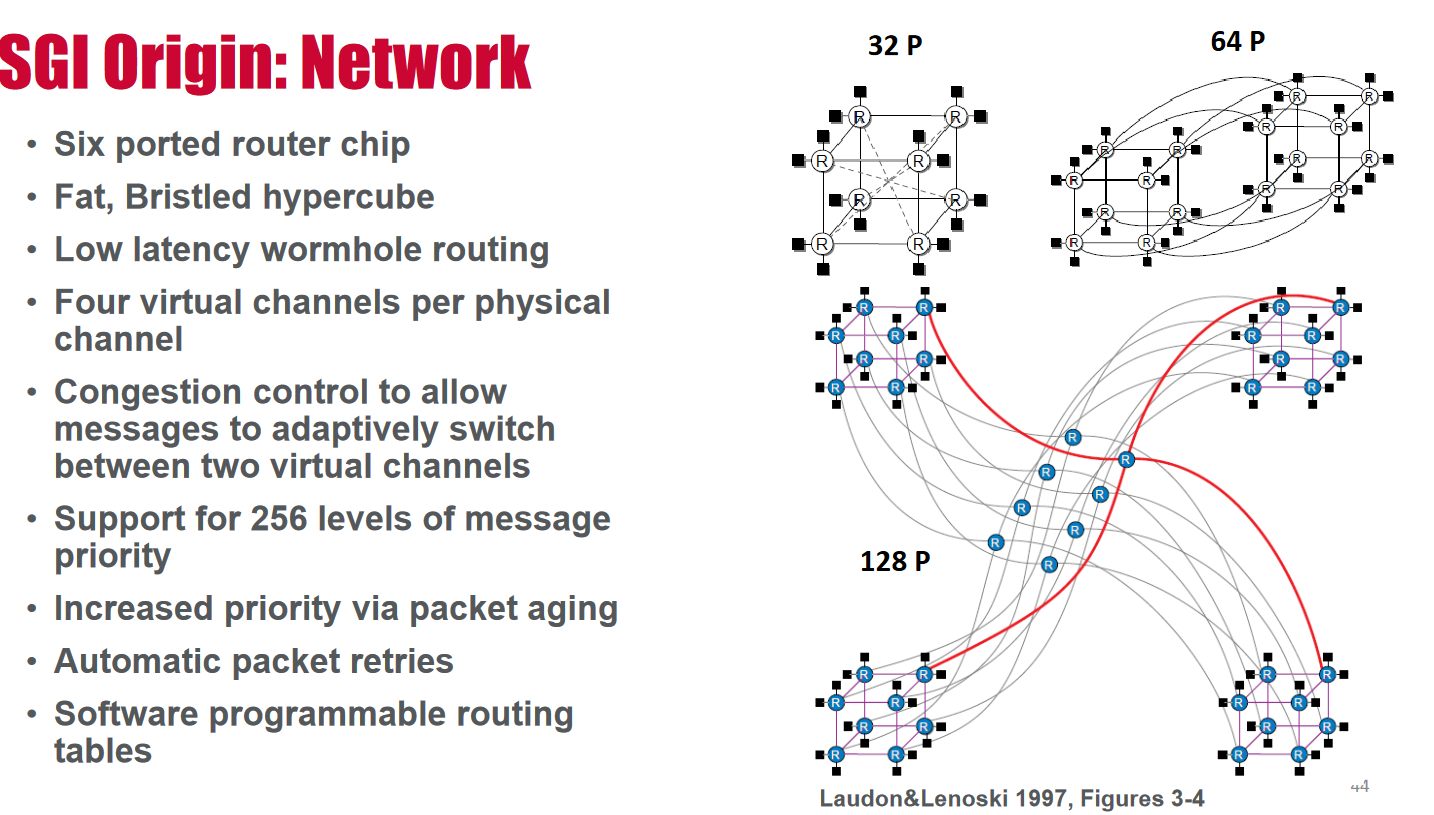 SGI Origin: Network
• Six ported router chip
• Fat, Bristled hypercube
• Low latency wormhole routing
• Four virtual channels per physical
channel
• Congestion control to allow
messages to adaptively switch
between two virtual channels
• Support for 256 levels of message
priority
• Increased priority via packet aging
• Automatic packet retries
• Software programmable routing
tables
32 P
R R
R R
R R
R R
64 P
R R
R R
R R
R R
R R
R R
R R
R R
128 P
R R
R R
R R
R R
R R
R R
R R
R R
R
R
R
R
R
R
R
R
R R
R R
R R
R R
R R
R R
R R
R R
Laudon&Lenoski 1997, Figures 3-4
44